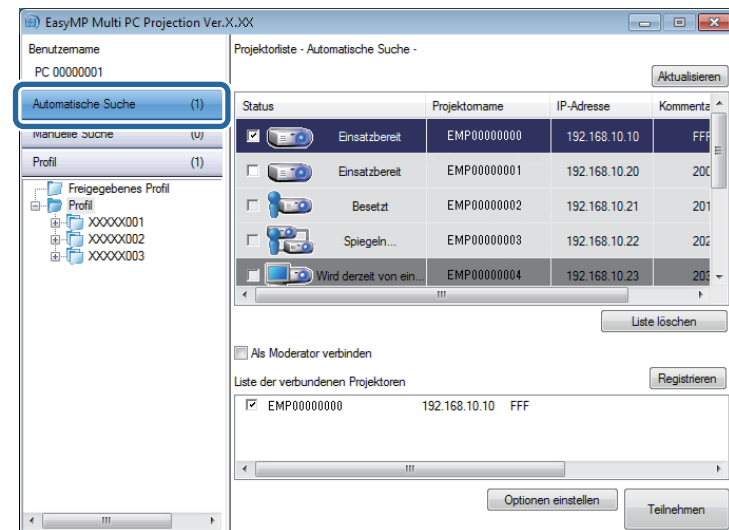 EasyMP Multi PC Projection Ver.X.XX
Benutzername
PC 00000001
Automatische Suche (1)
Manuelle Suche (0)
Profil (1)
Freigegebenes Profil
Profil
XXXXX001
XXXXX002
XXXXX003
Projektorliste - Automatische Suche -
Aktualisieren
Status Projektorname IP-Adresse Kommenta
Einsatzbereit EMP00000000 192.168.10.10 FFF
Einsatzbereit EMP00000001 192.168.10.20 200
Besetzt EMP00000002 192.168.10.21 201
Spiegeln... EMP00000003 192.168.10.22 202
Wird derzeit von ein... EMP00000004 192.168.10.23 203
Liste löschen
Als Moderator verbinden
Liste der verbundenen Projektoren
Registrieren
EMP00000000 192.168.10.10 FFF
Optionen einstellen
Teilnehmen